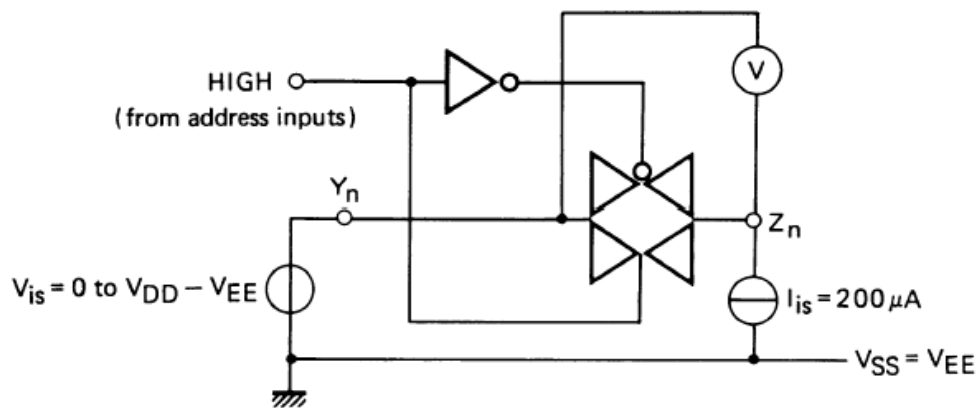 V
HIGH
(from address inputs)
Yn
Zn
Vis = 0 to VDD – VEE
Iis = 200 μA
VSS = VEE